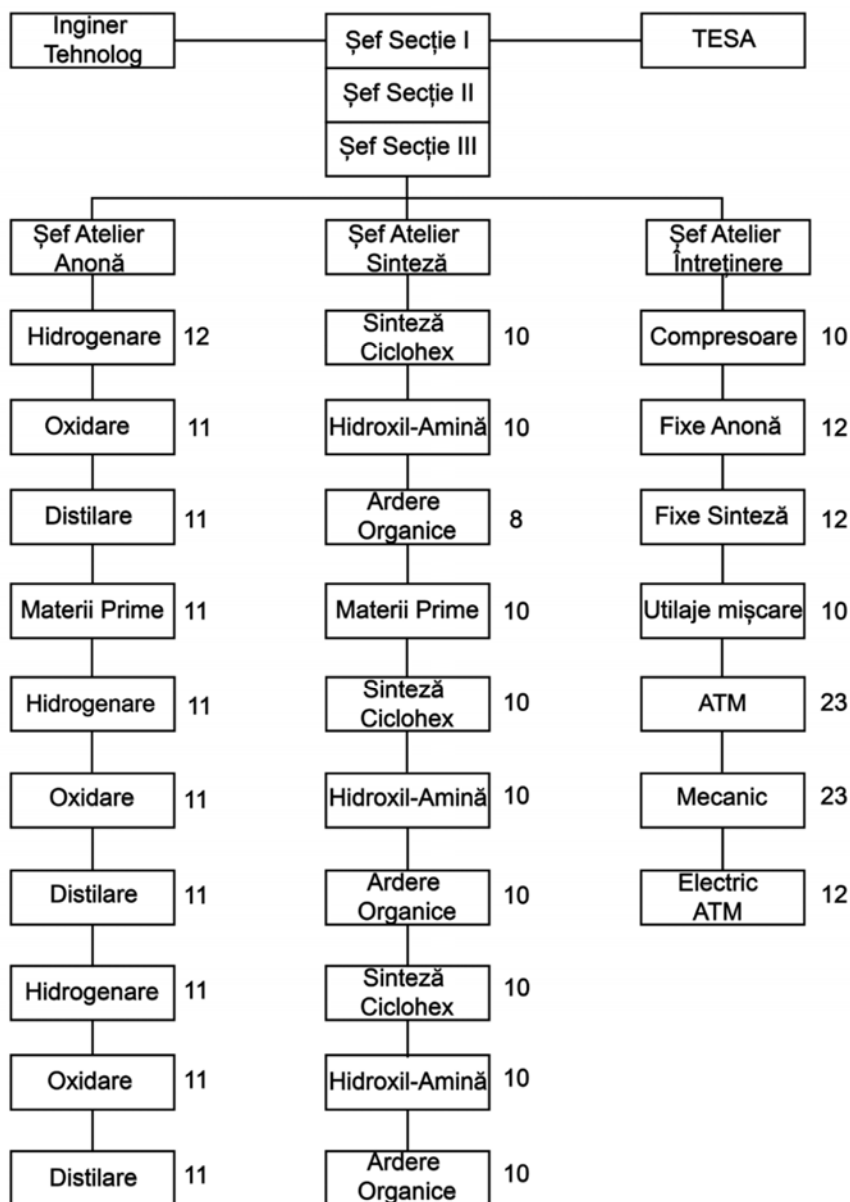 Inginer
Tehnolog
Șef Secție I
TESA
Șef Secție II
Șef Secție III
Șef Atelier
Anonă
Șef Atelier
Sinteză
Șef Atelier
Întreținere
Hidrogenare 12
Sinteză
Ciclohex 10
Compresoare 10
Oxidare 11
Hidroxil-Amină 10
Fixe Anonă 12
Distilare 11
Ardere
Organice 8
Fixe Sinteză 12
Materii Prime 11
Materii Prime 10
Utilaje mișcare 10
Hidrogenare 11
Sinteză
Ciclohex 10
ATM 23
Oxidare 11
Hidroxil-Amină 10
Mecanic 23
Distilare 11
Ardere
Organice 10
Electric
ATM 12
Hidrogenare 11
Sinteză
Ciclohex 10
Oxidare 11
Hidroxil-Amină 10
Distilare 11
Ardere
Organice 10